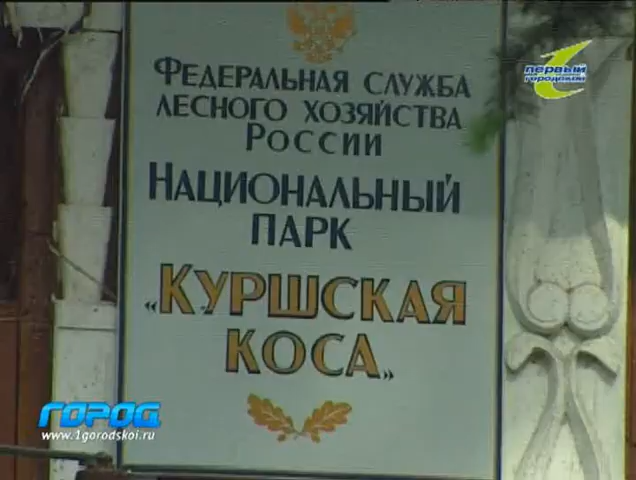 первый
городской
Федеральная служба
лесного хозяйства
России
Национальный
парк
„Куршская
коса„
ГОРОД
www.1gorodskoi.ru